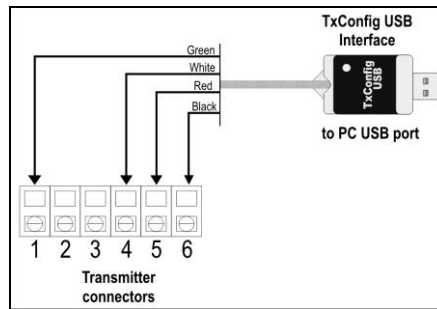 TxConfig USB
Interface
Green
White
Red
Black
TxConfig
USB
to PC USB port
1 2 3 4 5 6
Transmitter
connectors